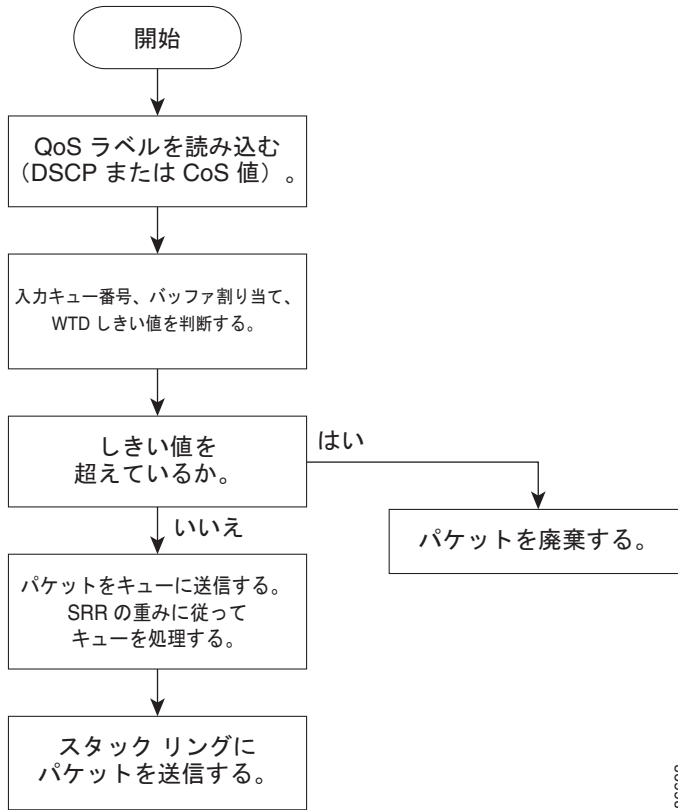 開始
QoS ラベルを読み込む
（DSCP または CoS 値）。
入力キュー番号、バッファ割り当て、
WTD しきい値を判断する。
しきい値を
超えているか。
はい
パケットを廃棄する。
いいえ
パケットをキューに送信する。
SRR の重みに従って
キューを処理する。
スタック リングに
パケットを送信する。